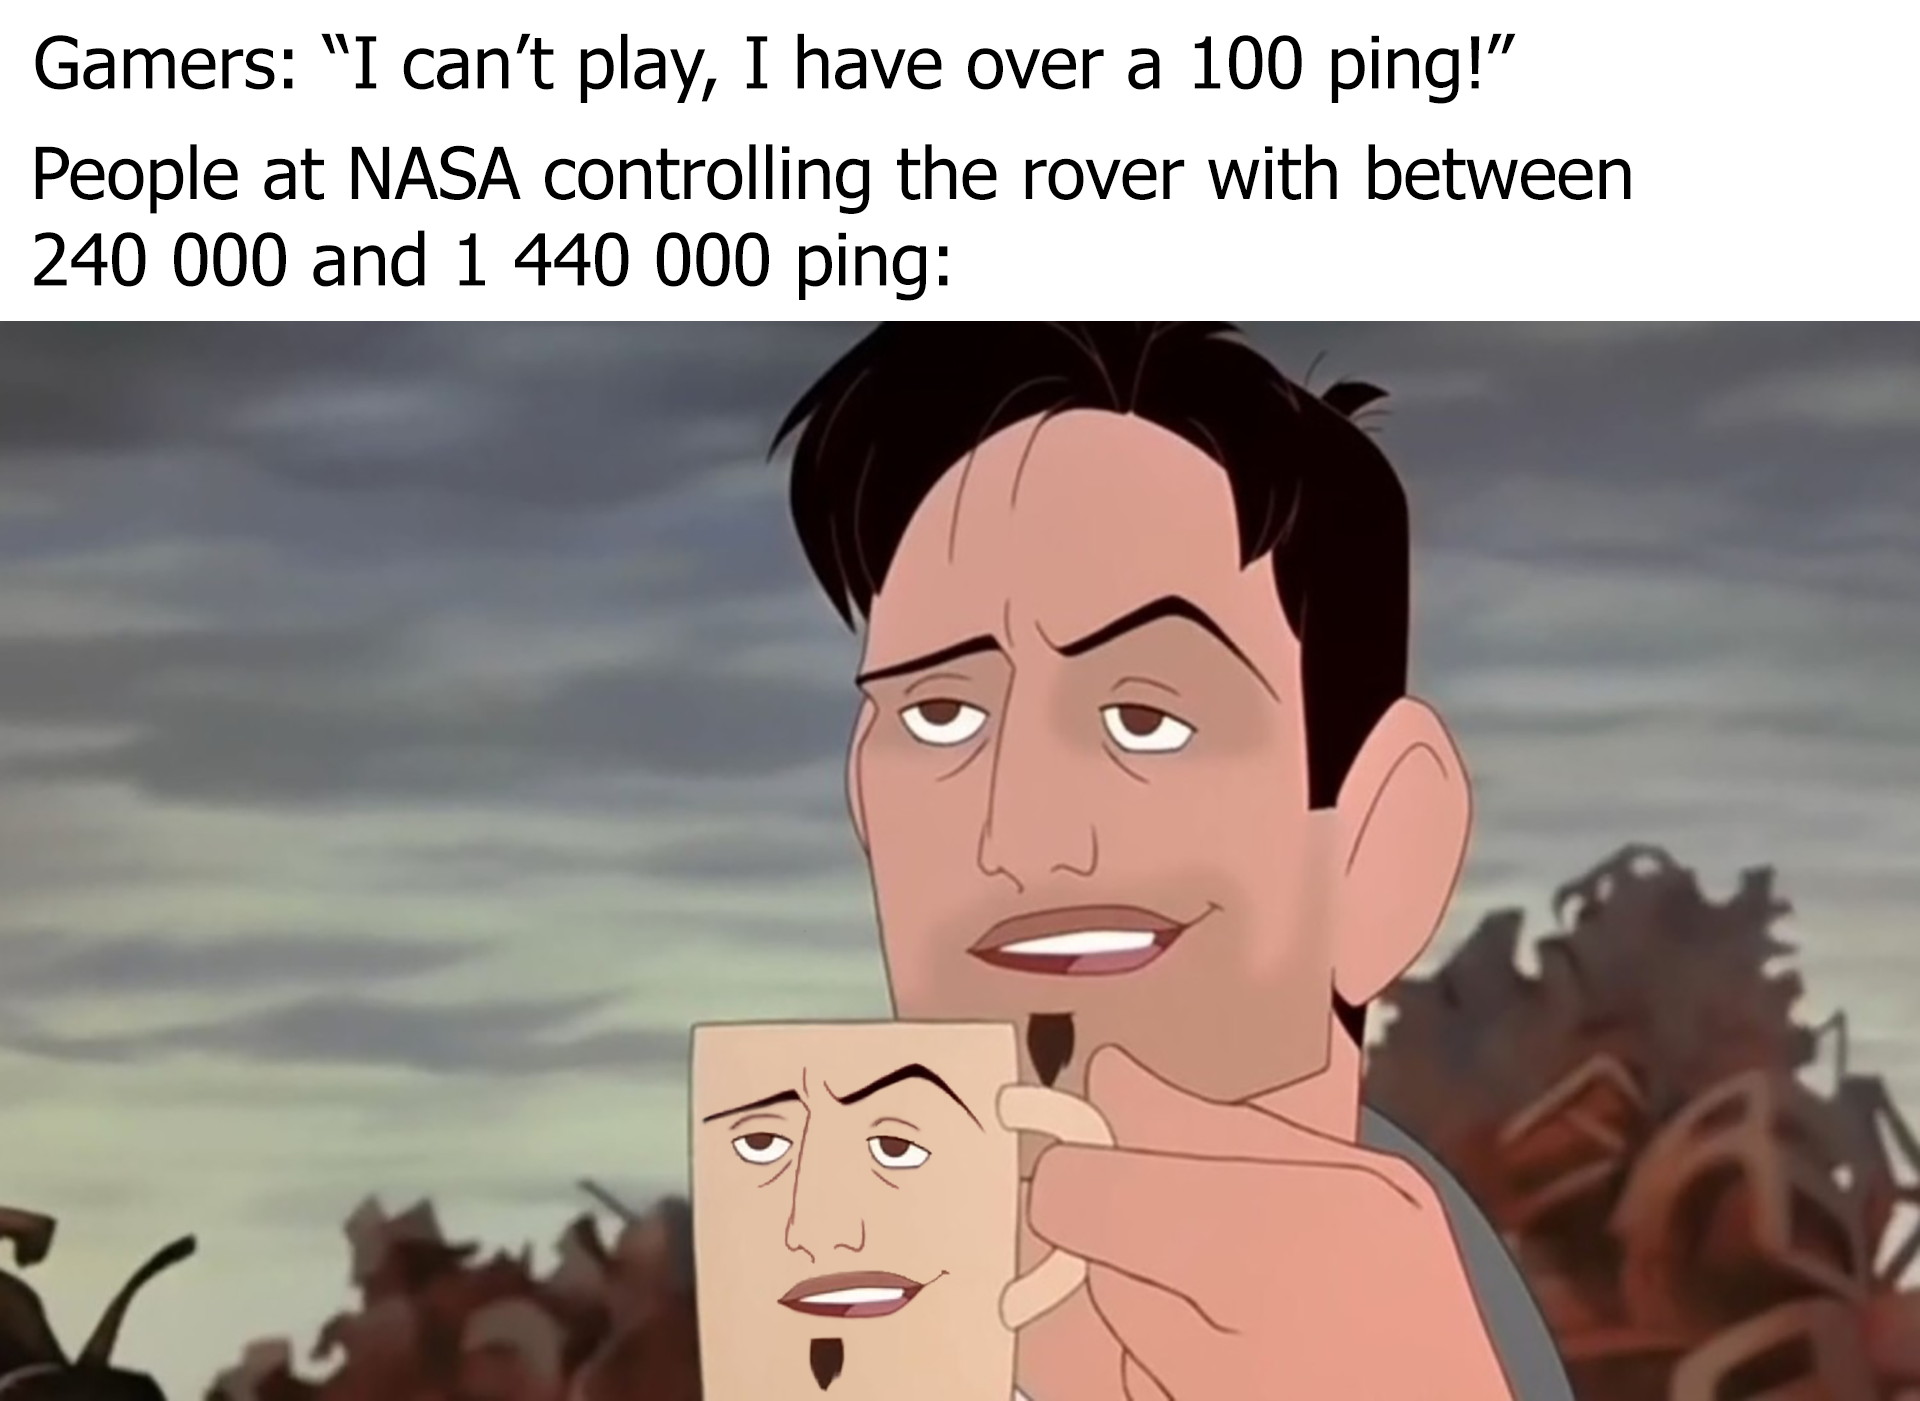 Gamers: “I can’t play, I have over a 100 ping!”
People at NASA controlling the rover with between
240 000 and 1 440 000 ping: